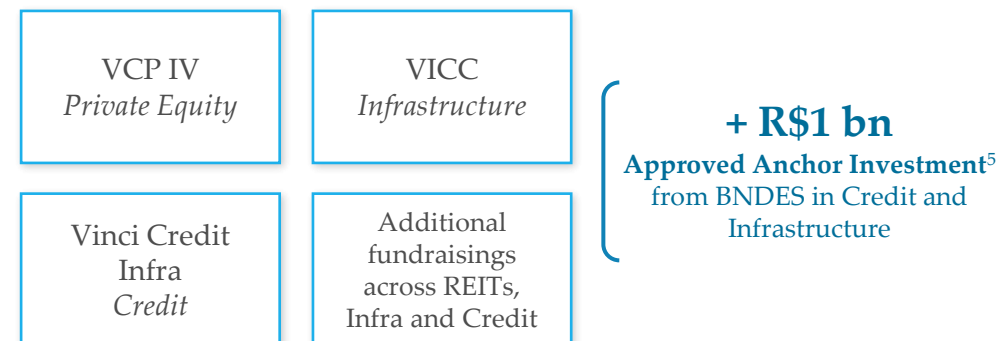 VCP IV
Private Equity
VICC
Infrastructure
Vinci Credit
Infra
Credit
Additional
fundraisings
across REITs,
Infra and Credit
+ R$1 bn
Approved Anchor Investment5
from BNDES in Credit and
Infrastructure